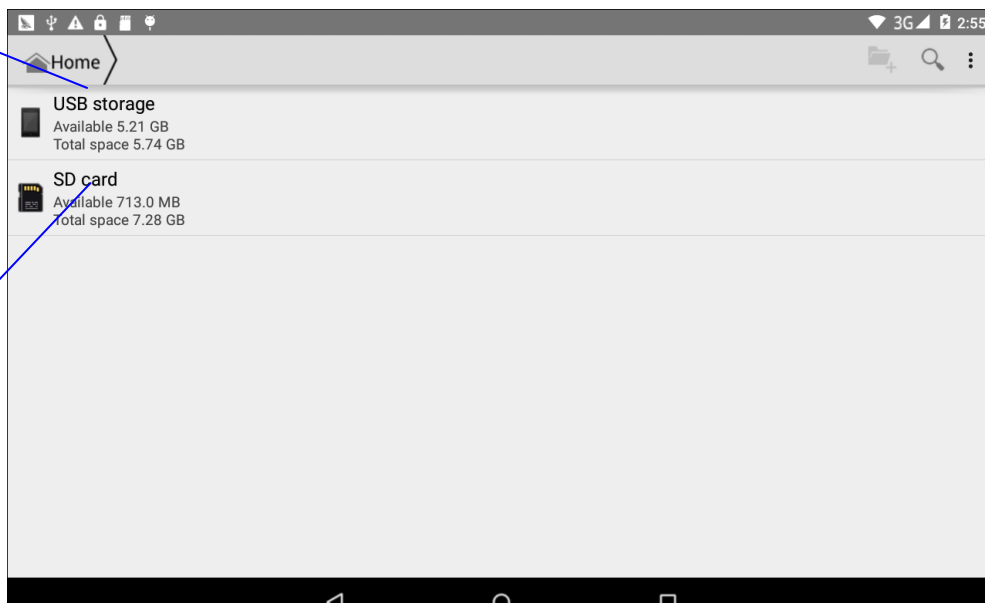 3G 2:55
Home
USB storage
Available 5.21 GB
Total space 5.74 GB
SD card
Available 713.0 MB
Total space 7.28 GB